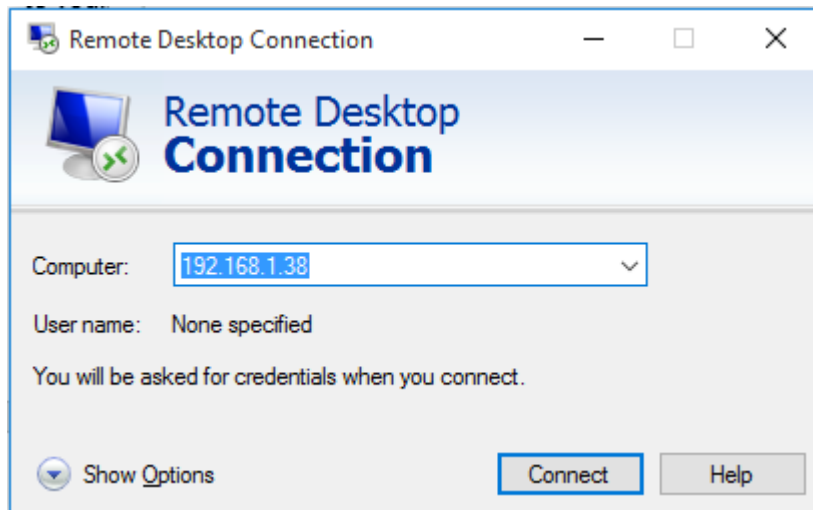 Remote Desktop Connection
Remote Desktop
Connection
Computer: 192.168.1.38
User name: None specified
You will be asked for credentials when you connect.
Show Options Connect Help